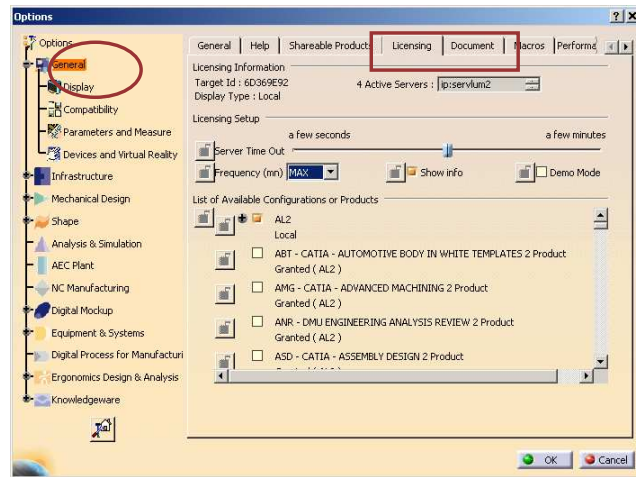 Options
Options
General
Display
Compatibility
Parameters and Measure
Devices and Virtual Reality
Infrastructure
Mechanical Design
Shape
Analysis & Simulation
AEC Plant
NC Manufacturing
Digital Mockup
Equipment & Systems
Digital Process for Manufacturi
Ergonomics Design & Analysis
Knowledgeware
General Help Shareable Products Licensing Document Macros Performa
Licensing Information
Target Id : 6D369E92 4 Active Servers : ip:servlum2
Display Type : Local
Licensing Setup
a few seconds a few minutes
Server Time Out
Frequency (mn) MAX Show info Demo Mode
List of Available Configurations or Products
AL2
Local
ABT - CATIA - AUTOMOTIVE BODY IN WHITE TEMPLATES 2 Product
Granted ( AL2 )
AMG - CATIA - ADVANCED MACHINING 2 Product
Granted ( AL2 )
ANR - DMU ENGINEERING ANALYSIS REVIEW 2 Product
Granted ( AL2 )
ASD - CATIA - ASSEMBLY DESIGN 2 Product
OK Cancel